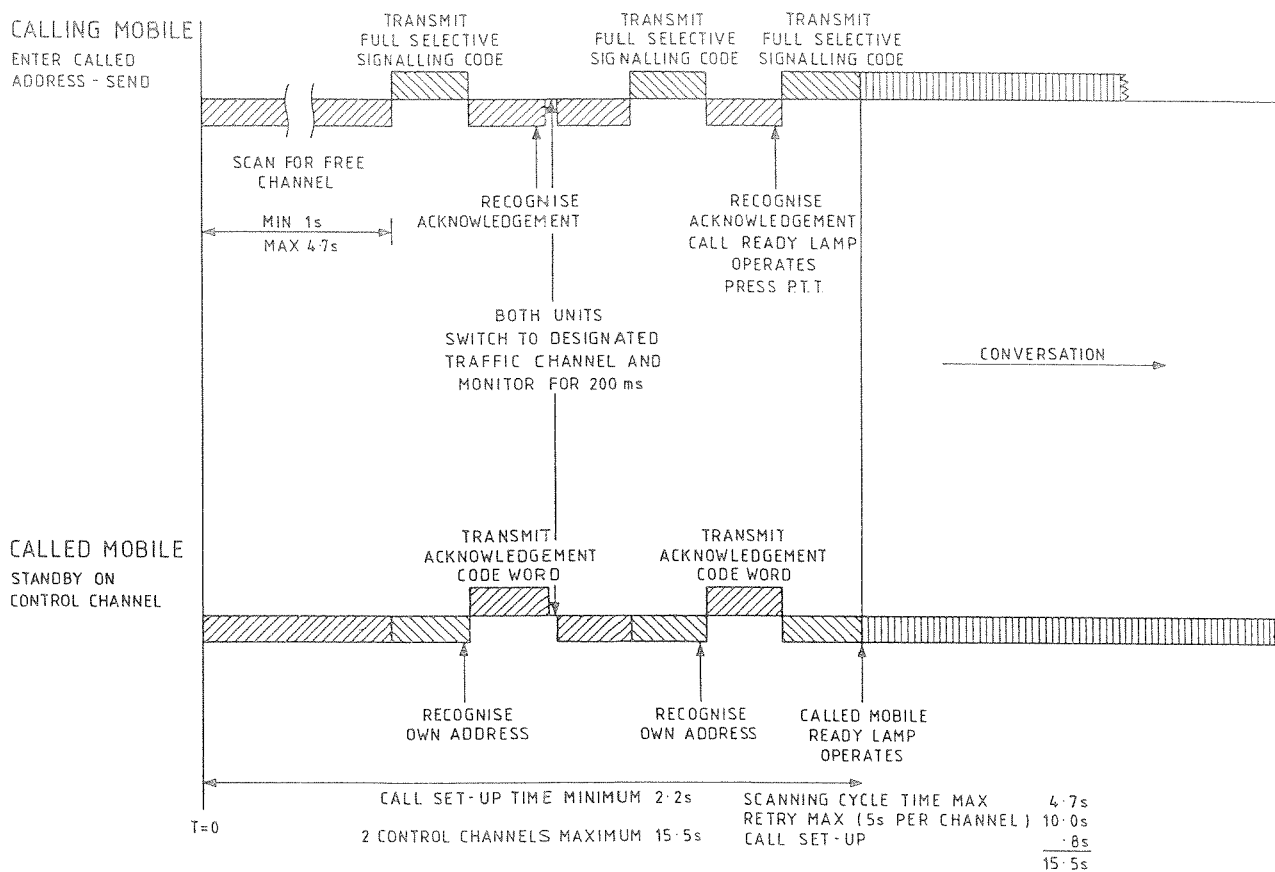 CALLING MOBILE
ENTER CALLED
ADDRESS - SEND
TRANSMIT
FULL SELECTIVE
SIGNALLING CODE
TRANSMIT
FULL SELECTIVE
SIGNALLING CODE
TRANSMIT
FULL SELECTIVE
SIGNALLING CODE
SCAN FOR FREE
CHANNEL
MIN 1s
MAX 4·7s
RECOGNISE
ACKNOWLEDGEMENT
RECOGNISE
ACKNOWLEDGEMENT
CALL READY LAMP
OPERATES
PRESS P.T.T.
BOTH UNITS
SWITCH TO DESIGNATED
TRAFFIC CHANNEL AND
MONITOR FOR 200 ms
CONVERSATION
CALLED MOBILE
STANDBY ON
CONTROL CHANNEL
TRANSMIT
ACKNOWLEDGEMENT
CODE WORD
TRANSMIT
ACKNOWLEDGEMENT
CODE WORD
RECOGNISE
OWN ADDRESS
RECOGNISE
OWN ADDRESS
CALLED MOBILE
READY LAMP
OPERATES
T=0
CALL SET-UP TIME MINIMUM 2·2s
2 CONTROL CHANNELS MAXIMUM 15·5s
SCANNING CYCLE TIME MAX 4·7s
RETRY MAX (5s PER CHANNEL) 10·0s
CALL SET-UP ·8s
15·5s